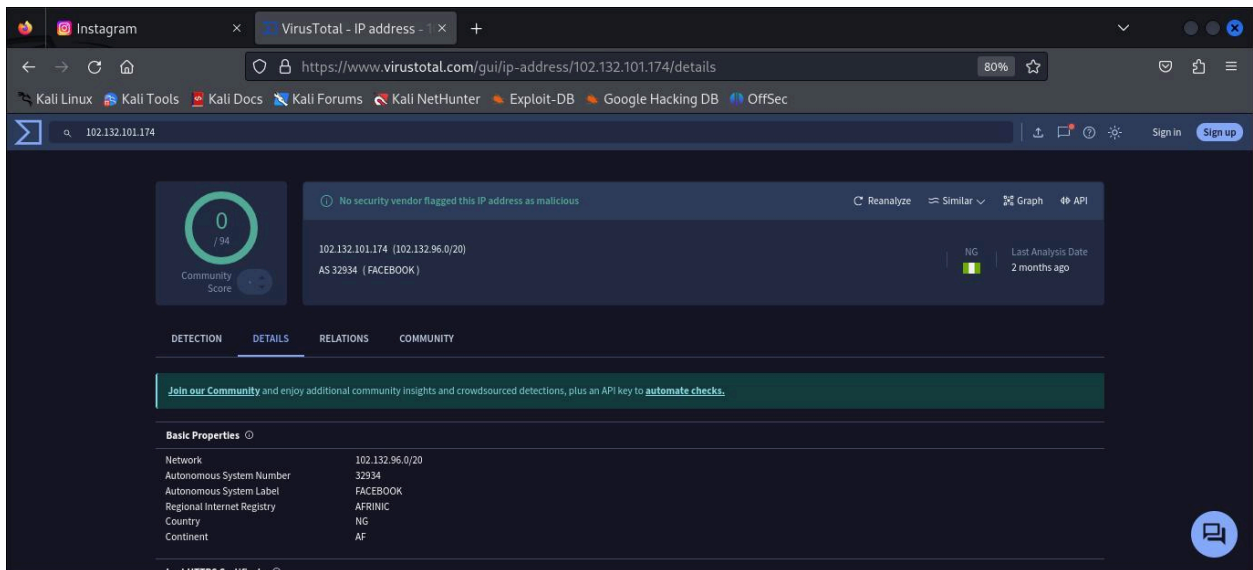 Instagram
VirusTotal - IP address - 1
https://www.virustotal.com/gui/ip-address/102.132.101.174/details
80%
Kali Linux Kali Tools Kali Docs Kali Forums Kali NetHunter Exploit-DB Google Hacking DB OffSec
102.132.101.174
Sign in Sign up
0
/ 94
Community
Score
No security vendor flagged this IP address as malicious
Reanalyze Similar Graph API
102.132.101.174 (102.132.96.0/20)
AS 32934 ( FACEBOOK )
NG
Last Analysis Date
2 months ago
DETECTION DETAILS RELATIONS COMMUNITY
Join our Community and enjoy additional community insights and crowdsourced detections, plus an API key to automate checks.
Basic Properties
Network 102.132.96.0/20
Autonomous System Number 32934
Autonomous System Label FACEBOOK
Regional Internet Registry AFRINIC
Country NG
Continent AF